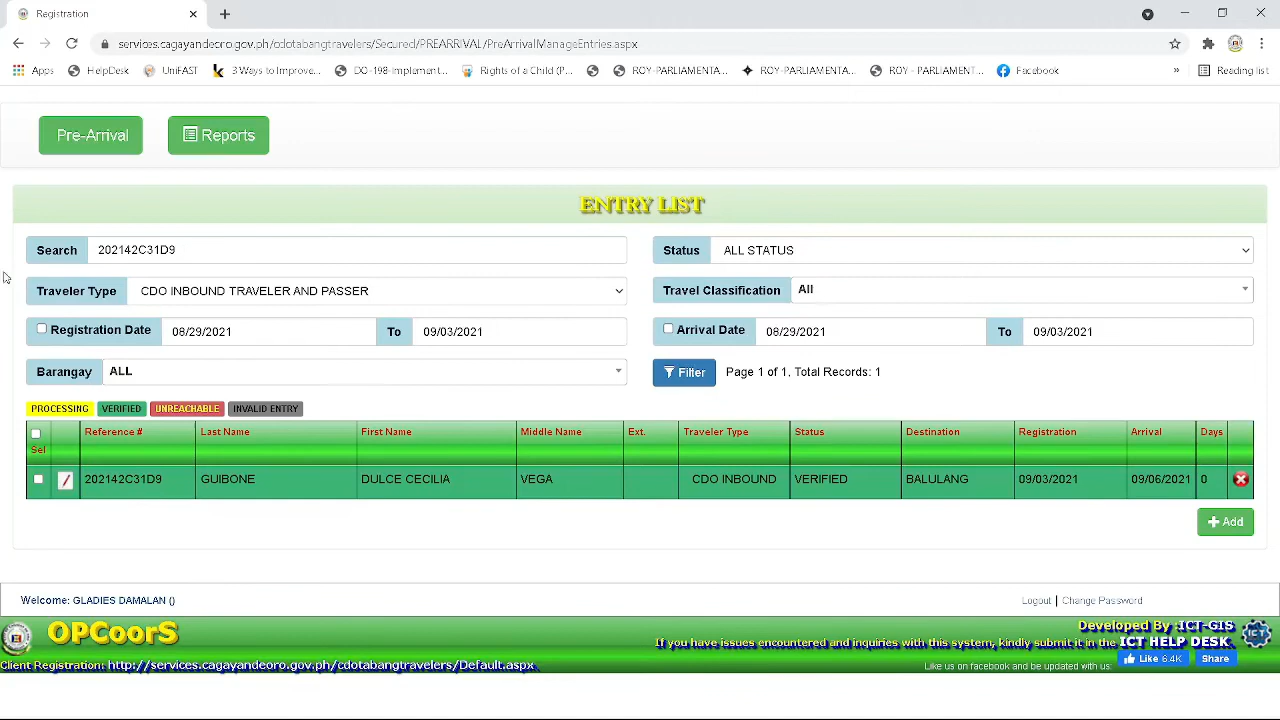 Registration
services.cagayandeoro.gov.ph/cdotabangtravelers/Secured/PREARRIVAL/PreArrivalManageEntries.aspx
Apps HelpDesk UniFAST 3 Ways to Improv... DO-198-Implement... Rights of a Child (P... ROY-PARLIAMENTA... ROY-PARLIAMENTA... ROY - PARLIAMENT... Facebook » Reading list
Pre-Arrival Reports
ENTRY LIST
Search 202142C31D9 Status ALL STATUS
Traveler Type CDO INBOUND TRAVELER AND PASSER Travel Classification All
Registration Date 08/29/2021 To 09/03/2021 Arrival Date 08/29/2021 To 09/03/2021
Barangay ALL Filter Page 1 of 1, Total Records: 1
PROCESSING VERIFIED UNREACHABLE INVALID ENTRY
Sel Reference # Last Name First Name Middle Name Ext. Traveler Type Status Destination Registration Arrival Days
202142C31D9 GUIBONE DULCE CECILIA VEGA CDO INBOUND VERIFIED BALULANG 09/03/2021 09/06/2021 0
Add
Welcome: GLADIES DAMALAN () Logout | Change Password
OPCoorS Developed By :ICT-GIS
If you have issues encountered and inquiries with this system, kindly submit it in the ICT HELP DESK.
Client Registration: http://services.cagayandeoro.gov.ph/cdotabangtravelers/Default.aspx Like us on facebook and be updated with us: Like 6.4K Share
ICT